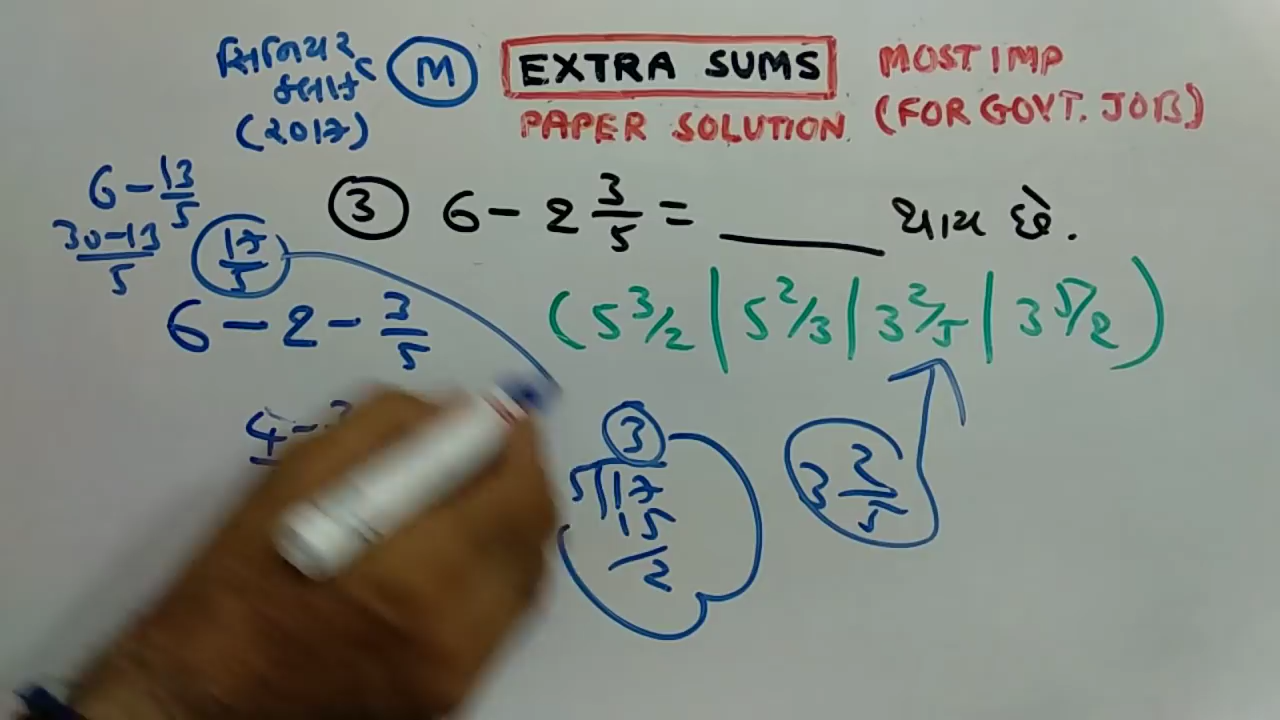 સિનિયર
ક્લાર્ક
(2017)
M
EXTRA SUMS
PAPER SOLUTION
MOST IMP
(FOR GOVT. JOB)
③ 6 - 2 3/5 = ______ થાય છે.
(5 3/2 | 5 2/3 | 3 2/5 | 3 5/2)
6 - 13/5
30-13/5 17/5
6 - 2 - 3/5
4 -
3
5)17
15
2
3 2/5